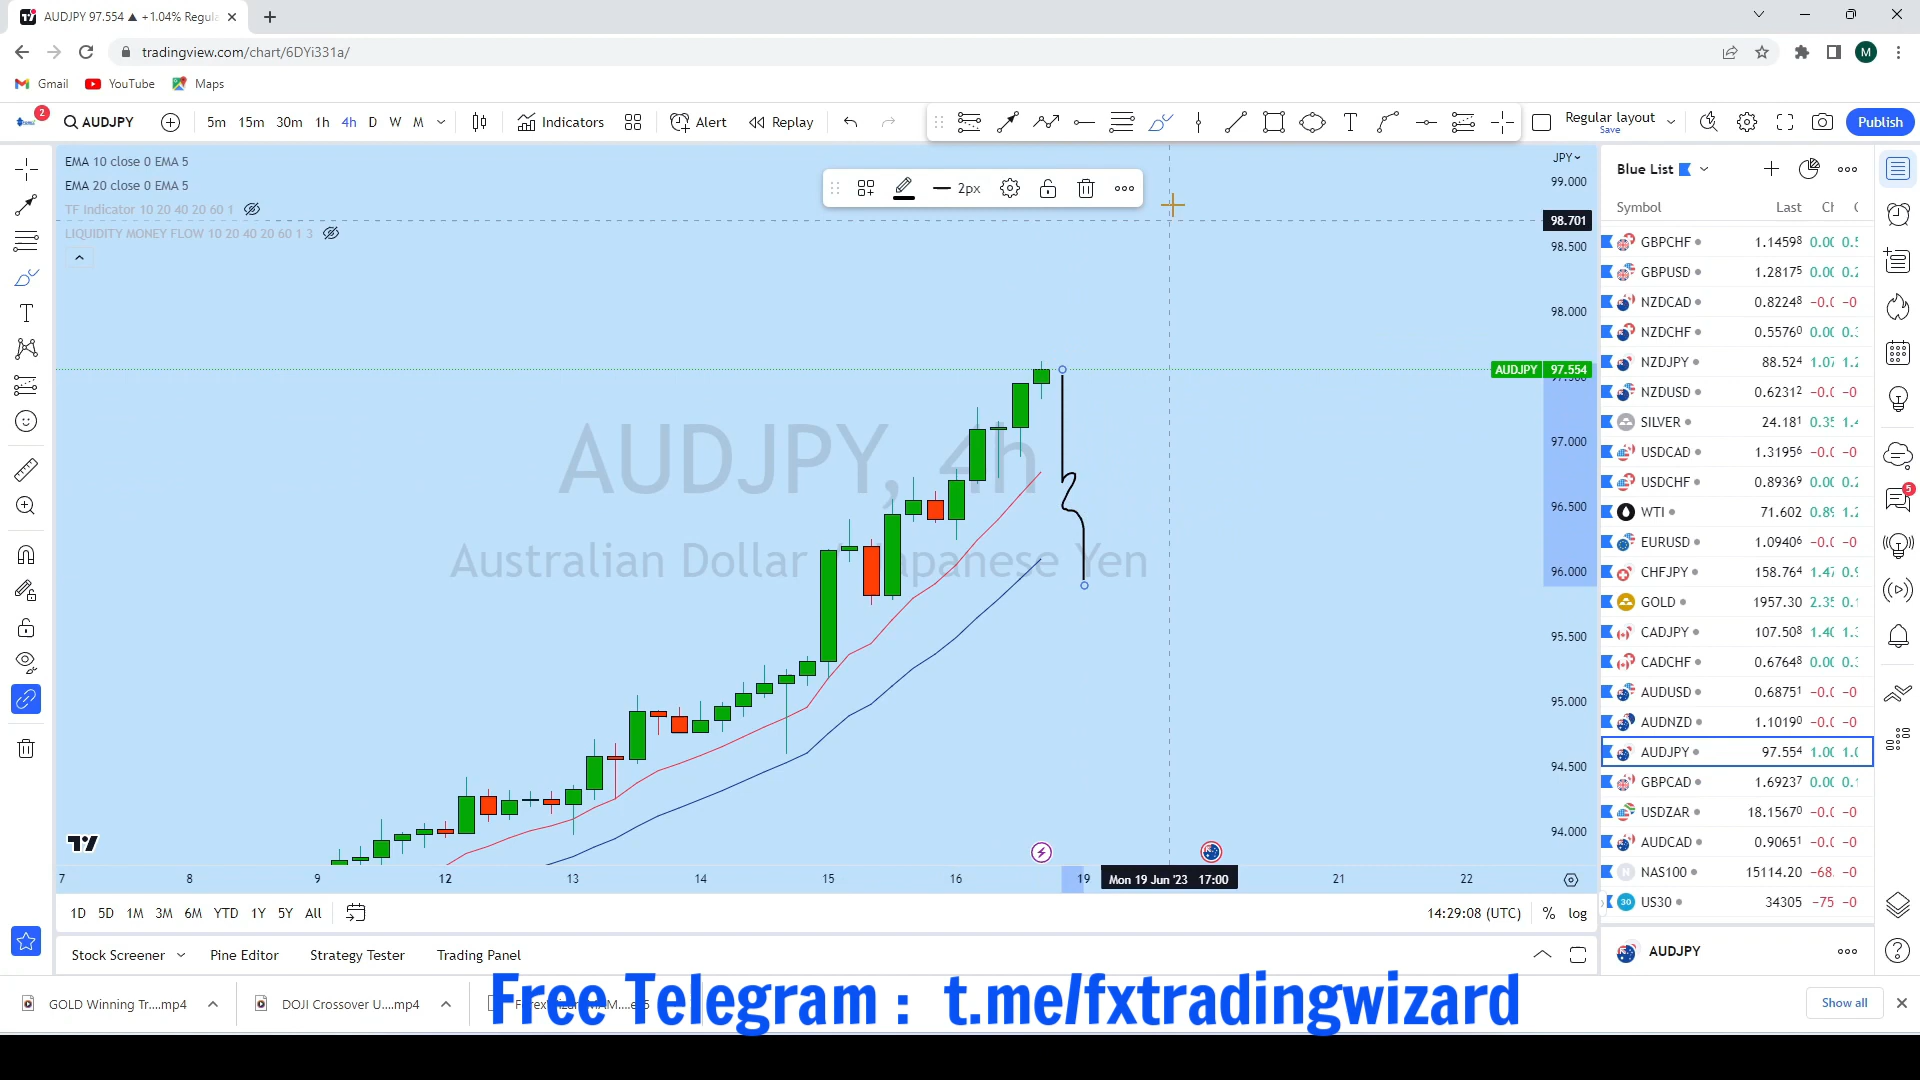 AUDJPY 97.554 ▲ +1.04% Regula
tradingview.com/chart/6DYi331a/
M
Gmail YouTube Maps
2
AUDJPY 5m 15m 30m 1h 4h D W M Indicators Alert Replay Regular layout Save Publish
EMA 10 close 0 EMA 5
EMA 20 close 0 EMA 5
TF Indicator 10 20 40 20 60 1
LIQUIDITY MONEY FLOW 10 20 40 20 60 1 3
2px
JPY
99.000
98.701
98.500
98.000
AUDJPY 97.554
97.000
96.500
96.000
95.500
95.000
94.500
94.000
AUDJPY, 4h
Australian Dollar / Japanese Yen
7 8 9 12 13 14 15 16 19 Mon 19 Jun '23 17:00 21 22
1D 5D 1M 3M 6M YTD 1Y 5Y All
14:29:08 (UTC) % log
Stock Screener Pine Editor Strategy Tester Trading Panel
Blue List
Symbol Last
GBPCHF 1.14598
GBPUSD 1.28175
NZDCAD 0.82248
NZDCHF 0.55760
NZDJPY 88.524 1.07
NZDUSD 0.62312
SILVER 24.181
USDCAD 1.31956
USDCHF 0.89369
WTI 71.602
EURUSD 1.09406
CHFJPY 158.764
GOLD 1957.30
CADJPY 107.508
CADCHF 0.67648
AUDUSD 0.68751
AUDNZD 1.10190
AUDJPY 97.554
GBPCAD 1.69237
USDZAR 18.15670
AUDCAD 0.90651
NAS100 15114.20 -68.
US30 34305 -75
AUDJPY
5
GOLD Winning Tr....mp4
DOJI Crossover U....mp4
Show all
Free Telegram : t.me/fxtradingwizard